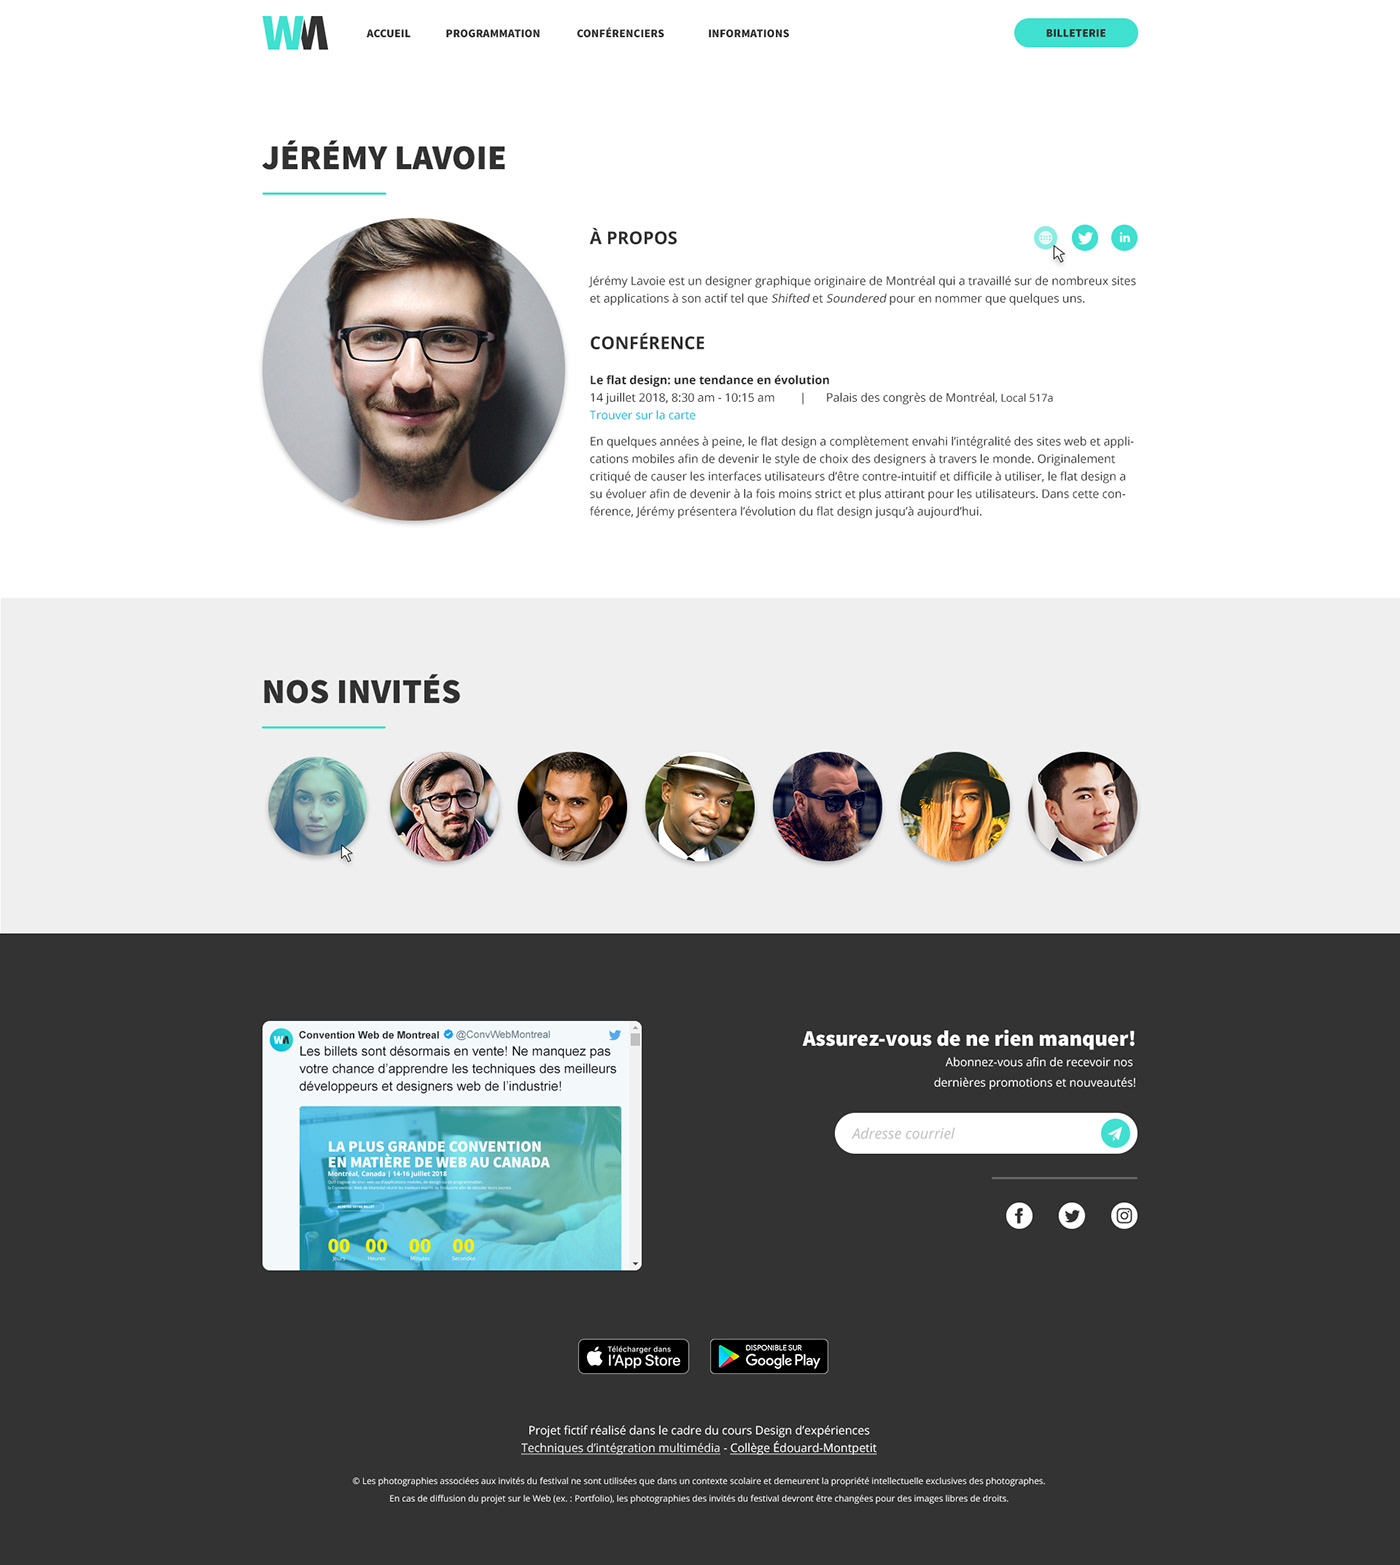 WM
ACCUEIL
PROGRAMMATION
CONFÉRENCIERS
INFORMATIONS
BILLETERIE
JÉRÉMY LAVOIE
À PROPOS
in
Jérémy Lavoie est un designer graphique originaire de Montréal qui a travaillé sur de nombreux sites
et applications à son actif tel que Shifted et Soundered pour en nommer que quelques uns.
CONFÉRENCE
Le flat design: une tendance en évolution
14 juillet 2018, 8:30 am - 10:15 am | Palais des congrès de Montréal, Local 517a
Trouver sur la carte
En quelques années à peine, le flat design a complètement envahi l'intégralité des sites web et appli-
cations mobiles afin de devenir le style de choix des designers à travers le monde. Originalement
critiqué de causer les interfaces utilisateurs d'être contre-intuitif et difficile à utiliser, le flat design a
su évoluer afin de devenir à la fois moins strict et plus attirant pour les utilisateurs. Dans cette con-
férence, Jérémy présentera l'évolution du flat design jusqu'à aujourd'hui.
NOS INVITÉS
WM
Convention Web de Montreal @ConvWebMontreal
Les billets sont désormais en vente! Ne manquez pas
votre chance d'apprendre les techniques des meilleurs
développeurs et designers web de l'industrie!
LA PLUS GRANDE CONVENTION
EN MATIÈRE DE WEB AU CANADA
Montréal, Canada | 14-16 juillet 2018
00 00 00 00
Jours Heures Minutes Secondes
Assurez-vous de ne rien manquer!
Abonnez-vous afin de recevoir nos
dernières promotions et nouveautés!
Adresse courriel
Télécharger dans
l'App Store
DISPONIBLE SUR
Google Play
Projet fictif réalisé dans le cadre du cours Design d'expériences
Techniques d'intégration multimédia - Collège Édouard-Montpetit
© Les photographies associées aux invités du festival ne sont utilisées que dans un contexte scolaire et demeurent la propriété intellectuelle exclusives des photographes.
En cas de diffusion du projet sur le Web (ex. : Portfolio), les photographies des invités du festival devront être changées pour des images libres de droits.